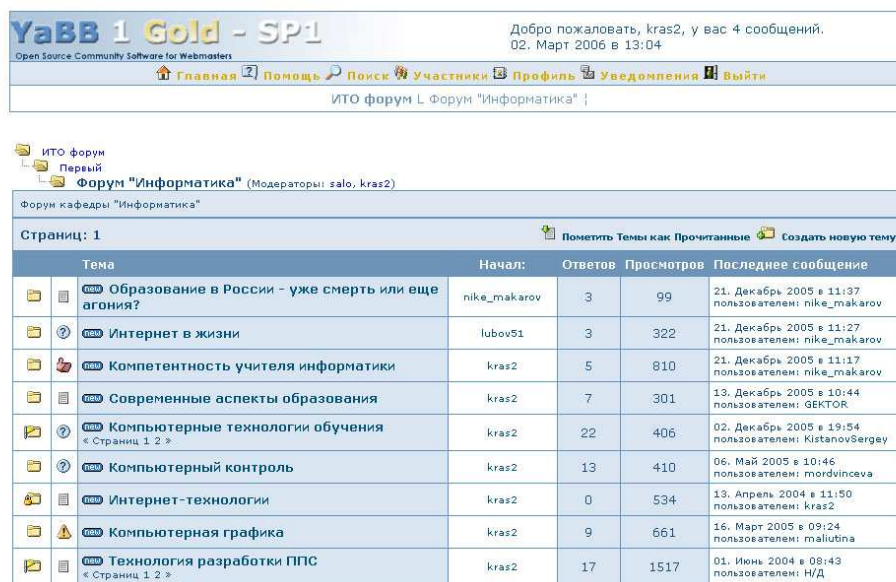 YaBB 1 Gold - SP1
Open Source Community Software for Webmasters
Добро пожаловать, kras2, у вас 4 сообщений.
02. Март 2006 в 13:04
Главная Помощь Поиск Участники Профиль Уведомления Выйти
ИТО форум L Форум "Информатика" ¦
ИТО форум
Первый
Форум "Информатика" (Модераторы: salo, kras2)
Форум кафедры "Информатика"
Страниц: 1 Пометить Темы как Прочитанные Создать новую тему
Тема Начал: Ответов Просмотров Последнее сообщение
new Образование в России - уже смерть или еще агония? nike_makarov 3 99 21. Декабрь 2005 в 11:37 пользователем: nike_makarov
new Интернет в жизни lubov51 3 322 21. Декабрь 2005 в 11:27 пользователем: nike_makarov
new Компетентность учителя информатики kras2 5 810 21. Декабрь 2005 в 11:17 пользователем: nike_makarov
new Современные аспекты образования kras2 7 301 13. Декабрь 2005 в 10:44 пользователем: GEKTOR
new Компьютерные технологии обучения « Страниц 1 2 » kras2 22 406 02. Декабрь 2005 в 19:54 пользователем: KistanovSergey
new Компьютерный контроль kras2 13 410 06. Май 2005 в 10:46 пользователем: mordvinceva
new Интернет-технологии kras2 0 534 13. Апрель 2004 в 11:50 пользователем: kras2
new Компьютерная графика kras2 9 661 16. Март 2005 в 09:24 пользователем: maliutina
new Технология разработки ППС « Страниц 1 2 » kras2 17 1517 01. Июнь 2004 в 08:43 пользователем: Н/Д